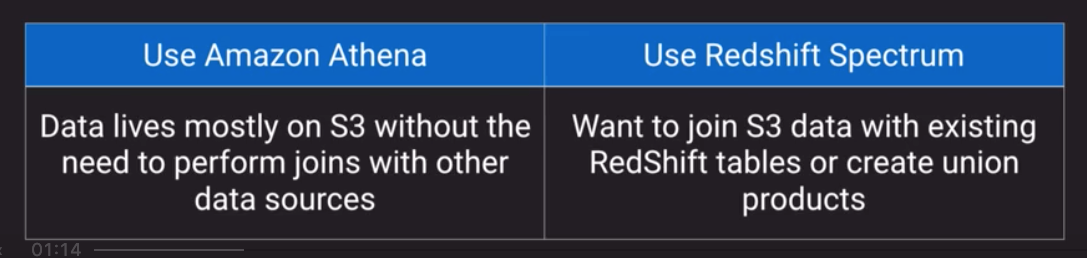 Use Amazon Athena
Use Redshift Spectrum
Data lives mostly on S3 without the
need to perform joins with other
data sources
Want to join S3 data with existing
RedShift tables or create union
products
01:14